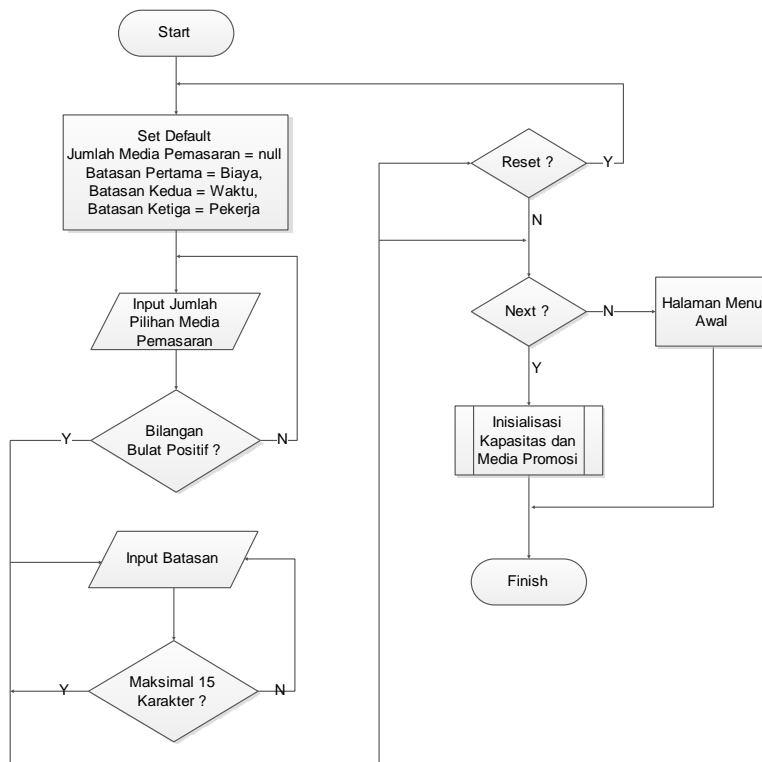 Start
Set Default
Jumlah Media Pemasaran = null
Batasan Pertama = Biaya,
Batasan Kedua = Waktu,
Batasan Ketiga = Pekerja
Input Jumlah
Pilihan Media
Pemasaran
Bilangan
Bulat Positif ?
Y
N
Input Batasan
Maksimal 15
Karakter ?
Y
N
Reset ?
Y
N
Next ?
N
Y
Halaman Menu
Awal
Inisialisasi
Kapasitas dan
Media Promosi
Finish